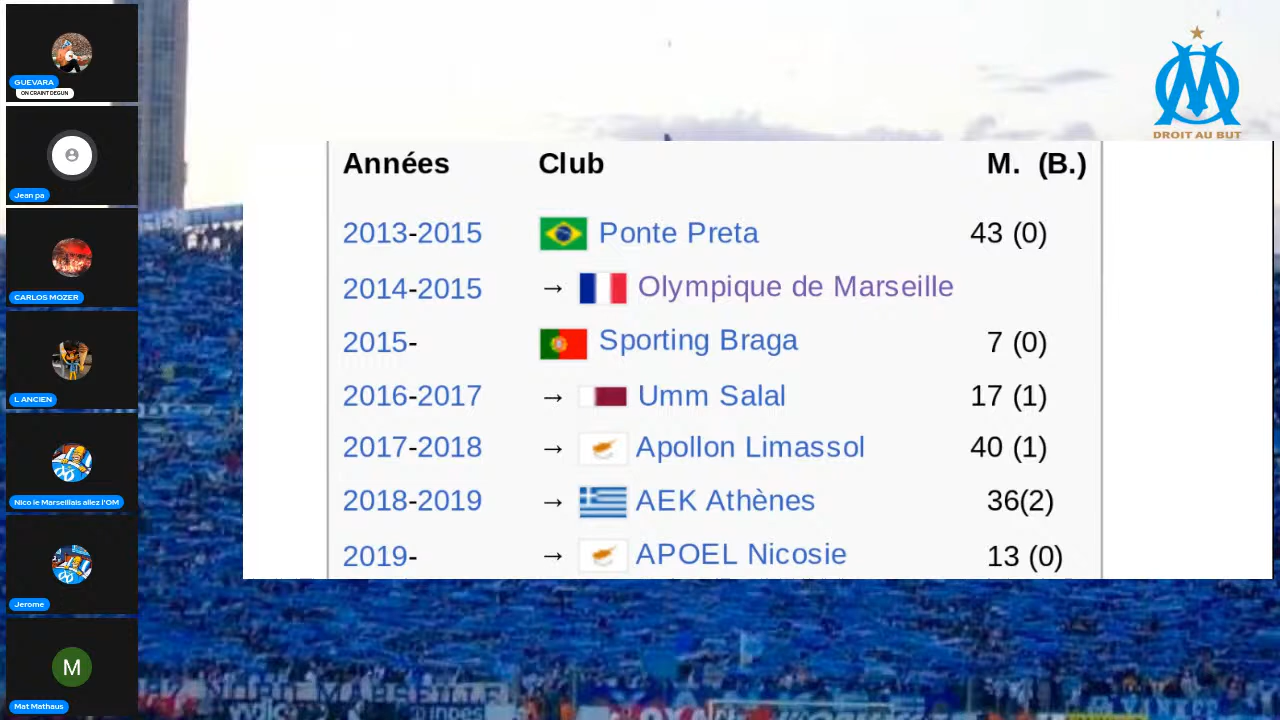 GUEVARA
ON CRAINT DEGUN
Jean pa
CARLOS MOZER
L ANCIEN
Nico le Marseillais allez l'OM
Jerome
M
Mat Mathaus
DROIT AU BUT
Années Club M. (B.)
2013-2015 Ponte Preta 43 (0)
2014-2015 → Olympique de Marseille
2015- Sporting Braga 7 (0)
2016-2017 → Umm Salal 17 (1)
2017-2018 → Apollon Limassol 40 (1)
2018-2019 → AEK Athènes 36(2)
2019- → APOEL Nicosie 13 (0)
MARSEILLE